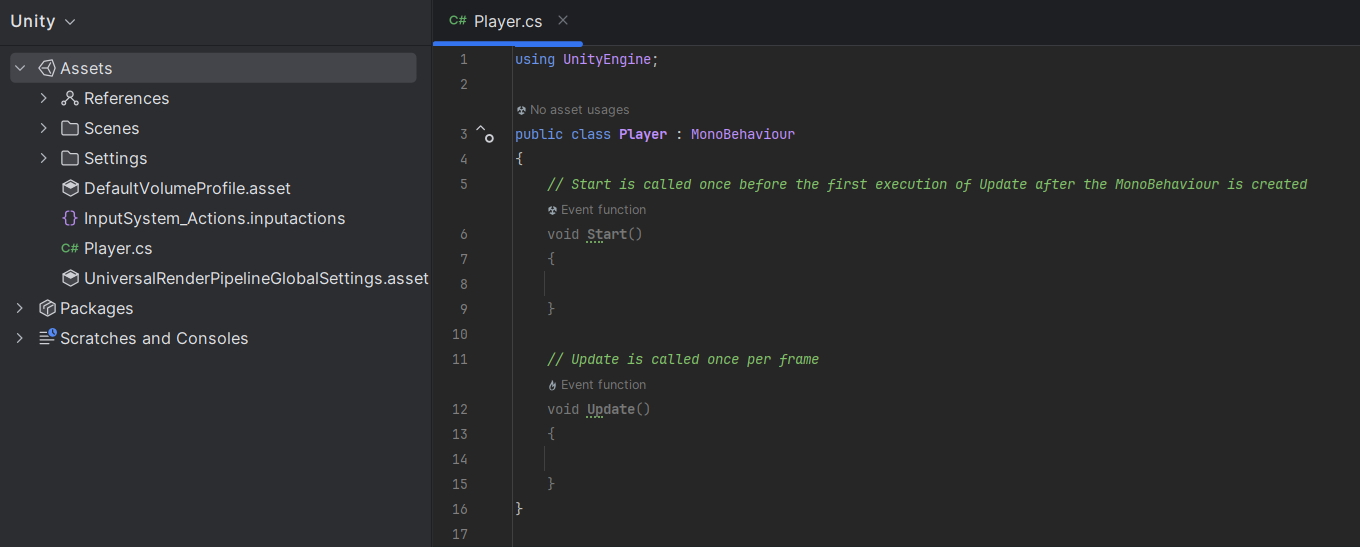 Unity
Assets
References
Scenes
Settings
DefaultVolumeProfile.asset
{} InputSystem_Actions.inputactions
C# Player.cs
UniversalRenderPipelineGlobalSettings.asset
Packages
Scratches and Consoles
C# Player.cs
1 using UnityEngine;
2
No asset usages
3 public class Player : MonoBehaviour
4 {
5 // Start is called once before the first execution of Update after the MonoBehaviour is created
Event function
6 void Start()
7 {
8
9 }
10
11 // Update is called once per frame
Event function
12 void Update()
13 {
14
15 }
16 }
17